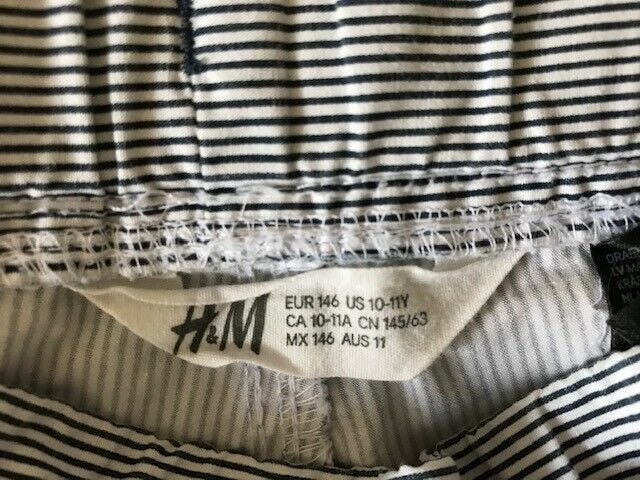 H&M
EUR 146 US 10-11Y
CA 10-11A CN 145/63
MX 146 AUS 11